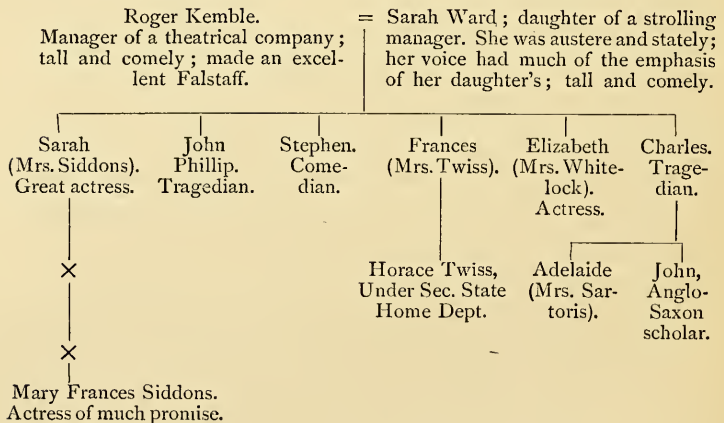 Roger Kemble.
Manager of a theatrical company;
tall and comely; made an excel-
lent Falstaff.
= Sarah Ward; daughter of a strolling
manager. She was austere and stately;
her voice had much of the emphasis
of her daughter's; tall and comely.
Sarah
(Mrs. Siddons).
Great actress.
John
Phillip.
Tragedian.
Stephen.
Come-
dian.
Frances
(Mrs. Twiss).
Elizabeth
(Mrs. White-
lock).
Actress.
Charles.
Trage-
dian.
×
×
Mary Frances Siddons.
Actress of much promise.
Horace Twiss,
Under Sec. State
Home Dept.
Adelaide
(Mrs. Sar-
toris).
John,
Anglo-
Saxon
scholar.